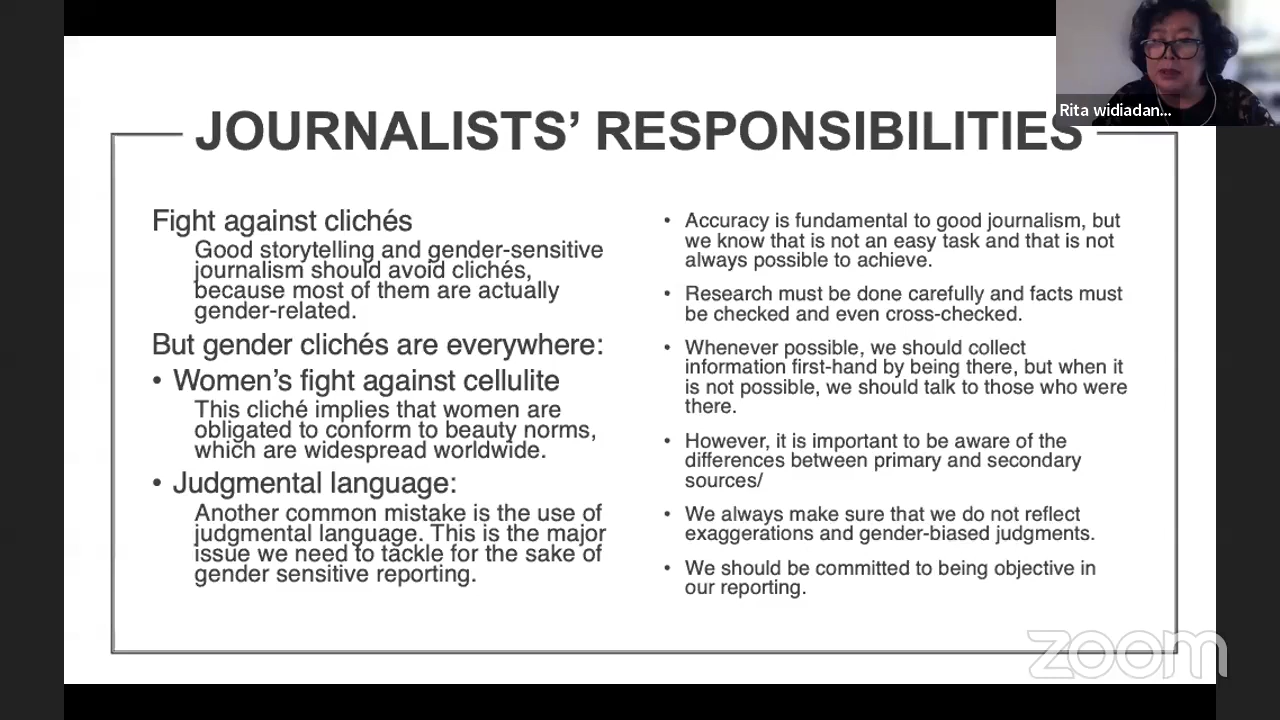 JOURNALISTS’ RESPONSIBILITIES
Fight against clichés
Good storytelling and gender-sensitive
journalism should avoid clichés,
because most of them are actually
gender-related.
But gender clichés are everywhere:
• Women’s fight against cellulite
This cliché implies that women are
obligated to conform to beauty norms,
which are widespread worldwide.
• Judgmental language:
Another common mistake is the use of
judgmental language. This is the major
issue we need to tackle for the sake of
gender sensitive reporting.
• Accuracy is fundamental to good journalism, but
we know that is not an easy task and that is not
always possible to achieve.
• Research must be done carefully and facts must
be checked and even cross-checked.
• Whenever possible, we should collect
information first-hand by being there, but when it
is not possible, we should talk to those who were
there.
• However, it is important to be aware of the
differences between primary and secondary
sources/
• We always make sure that we do not reflect
exaggerations and gender-biased judgments.
• We should be committed to being objective in
our reporting.
Rita widiadan...
zoom